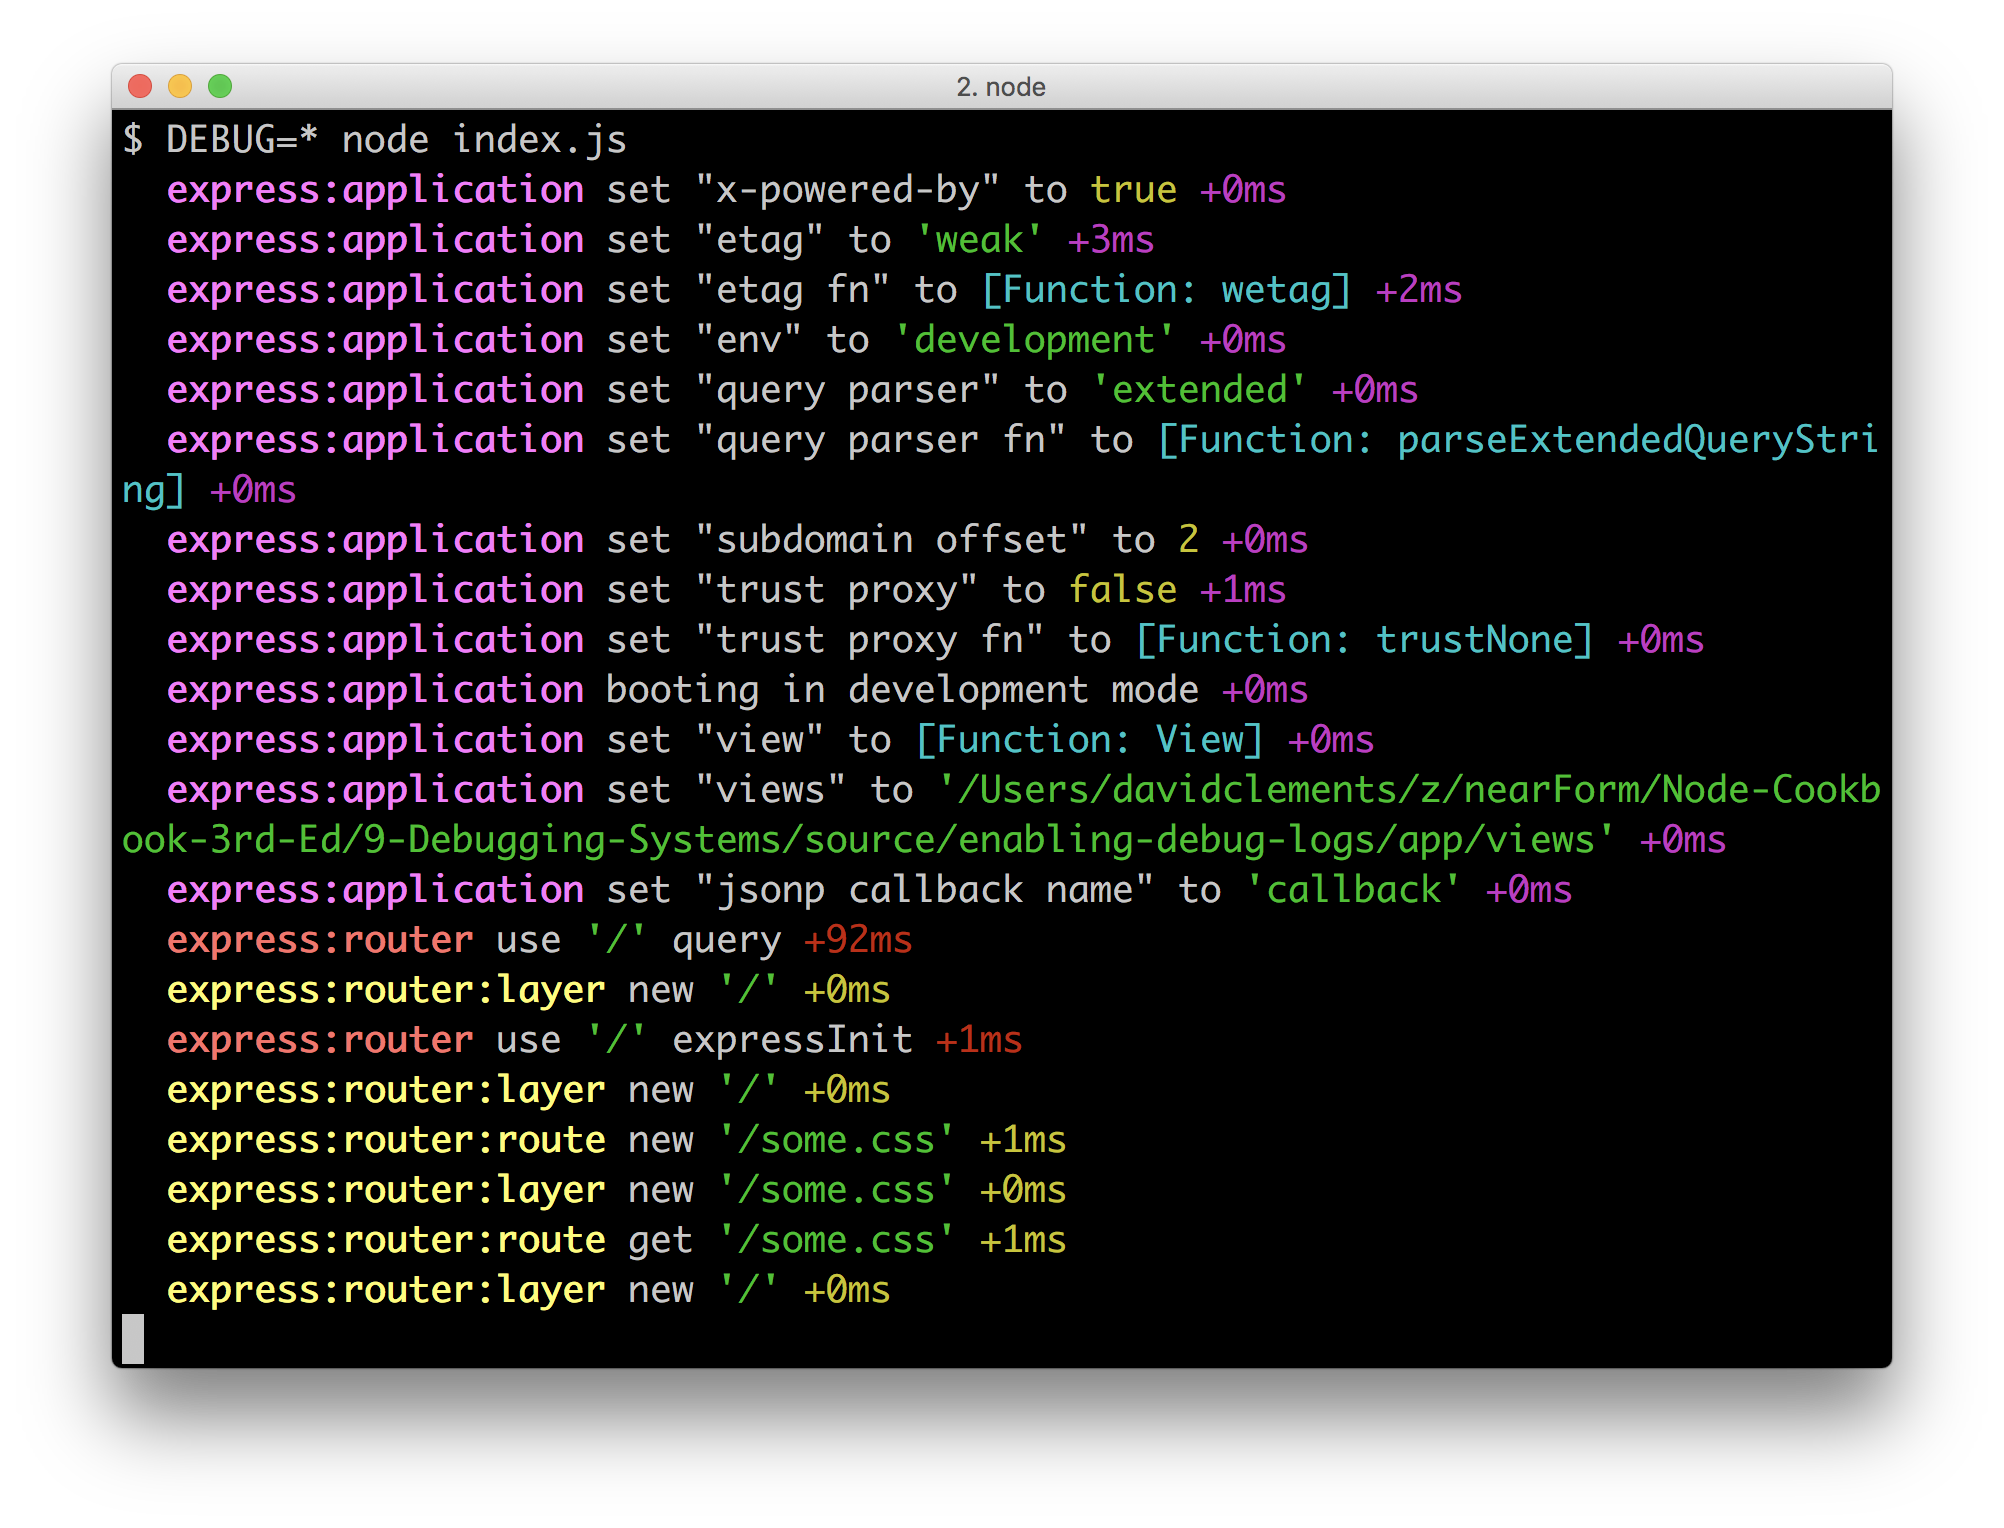 2. node
$ DEBUG=* node index.js
express:application set "x-powered-by" to true +0ms
express:application set "etag" to 'weak' +3ms
express:application set "etag fn" to [Function: wetag] +2ms
express:application set "env" to 'development' +0ms
express:application set "query parser" to 'extended' +0ms
express:application set "query parser fn" to [Function: parseExtendedQueryStri
ng] +0ms
express:application set "subdomain offset" to 2 +0ms
express:application set "trust proxy" to false +1ms
express:application set "trust proxy fn" to [Function: trustNone] +0ms
express:application booting in development mode +0ms
express:application set "view" to [Function: View] +0ms
express:application set "views" to '/Users/davidclements/z/nearForm/Node-Cookb
ook-3rd-Ed/9-Debugging-Systems/source/enabling-debug-logs/app/views' +0ms
express:application set "jsonp callback name" to 'callback' +0ms
express:router use '/' query +92ms
express:router:layer new '/' +0ms
express:router use '/' expressInit +1ms
express:router:layer new '/' +0ms
express:router:route new '/some.css' +1ms
express:router:layer new '/some.css' +0ms
express:router:route get '/some.css' +1ms
express:router:layer new '/' +0ms